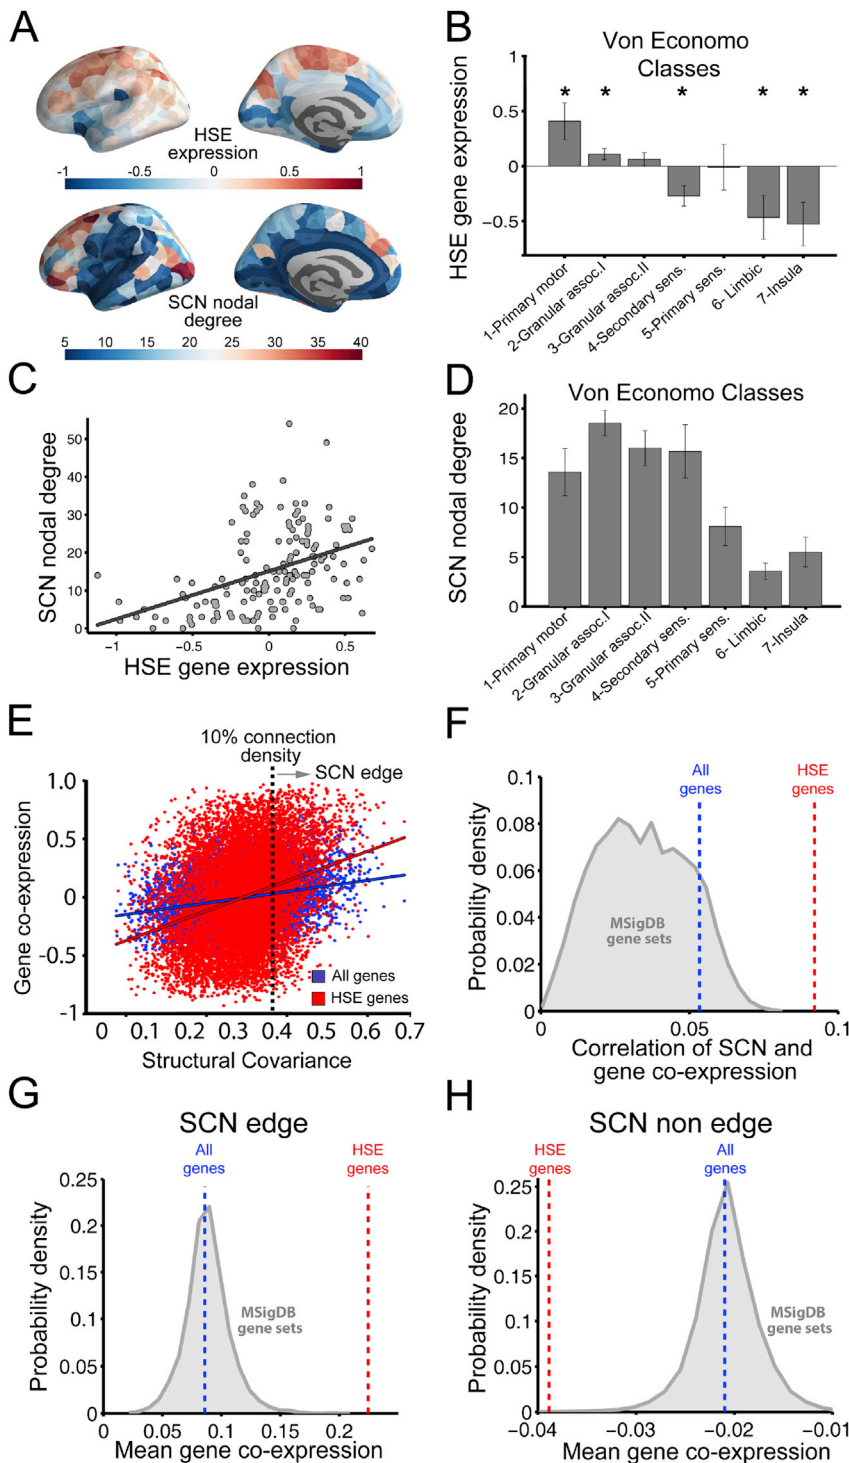 A
HSE
expression
-1
-0.5
0
0.5
1
SCN nodal
degree
5
10
15
20
25
30
35
40
B
Von Economo
Classes
HSE gene expression
1
0.5
0
−0.5
* * * * *
1-Primary motor
2-Granular assoc.I
3-Granular assoc.II
4-Secondary sens.
5-Primary sens.
6- Limbic
7-Insula
C
SCN nodal degree
50
40
30
20
10
0
−1
−0.5
0
0.5
HSE gene expression
D
Von Economo Classes
SCN nodal degree
20
15
10
5
0
1-Primary motor
2-Granular assoc.I
3-Granular assoc.II
4-Secondary sens.
5-Primary sens.
6- Limbic
7-Insula
E
10% connection
density
SCN edge
Gene co-expression
1.0
0.5
0
-0.5
-1
All genes
HSE genes
0
0.1
0.2
0.3
0.4
0.5
0.6
0.7
Structural Covariance
F
All
genes
HSE
genes
Probability density
0.1
0.08
0.06
0.04
0.02
0
MSigDB
gene sets
0
0.05
0.1
Correlation of SCN and
gene co-expression
G
SCN edge
All
genes
HSE
genes
Probability density
0.25
0.2
0.15
0.1
0.05
0
MSigDB
gene sets
0
0.05
0.1
0.15
0.2
Mean gene co-expression
H
SCN non edge
HSE
genes
All
genes
Probability density
0.25
0.20
0.15
0.10
0.05
0
MSigDB
gene sets
−0.04
−0.03
−0.02
−0.01
Mean gene co-expression